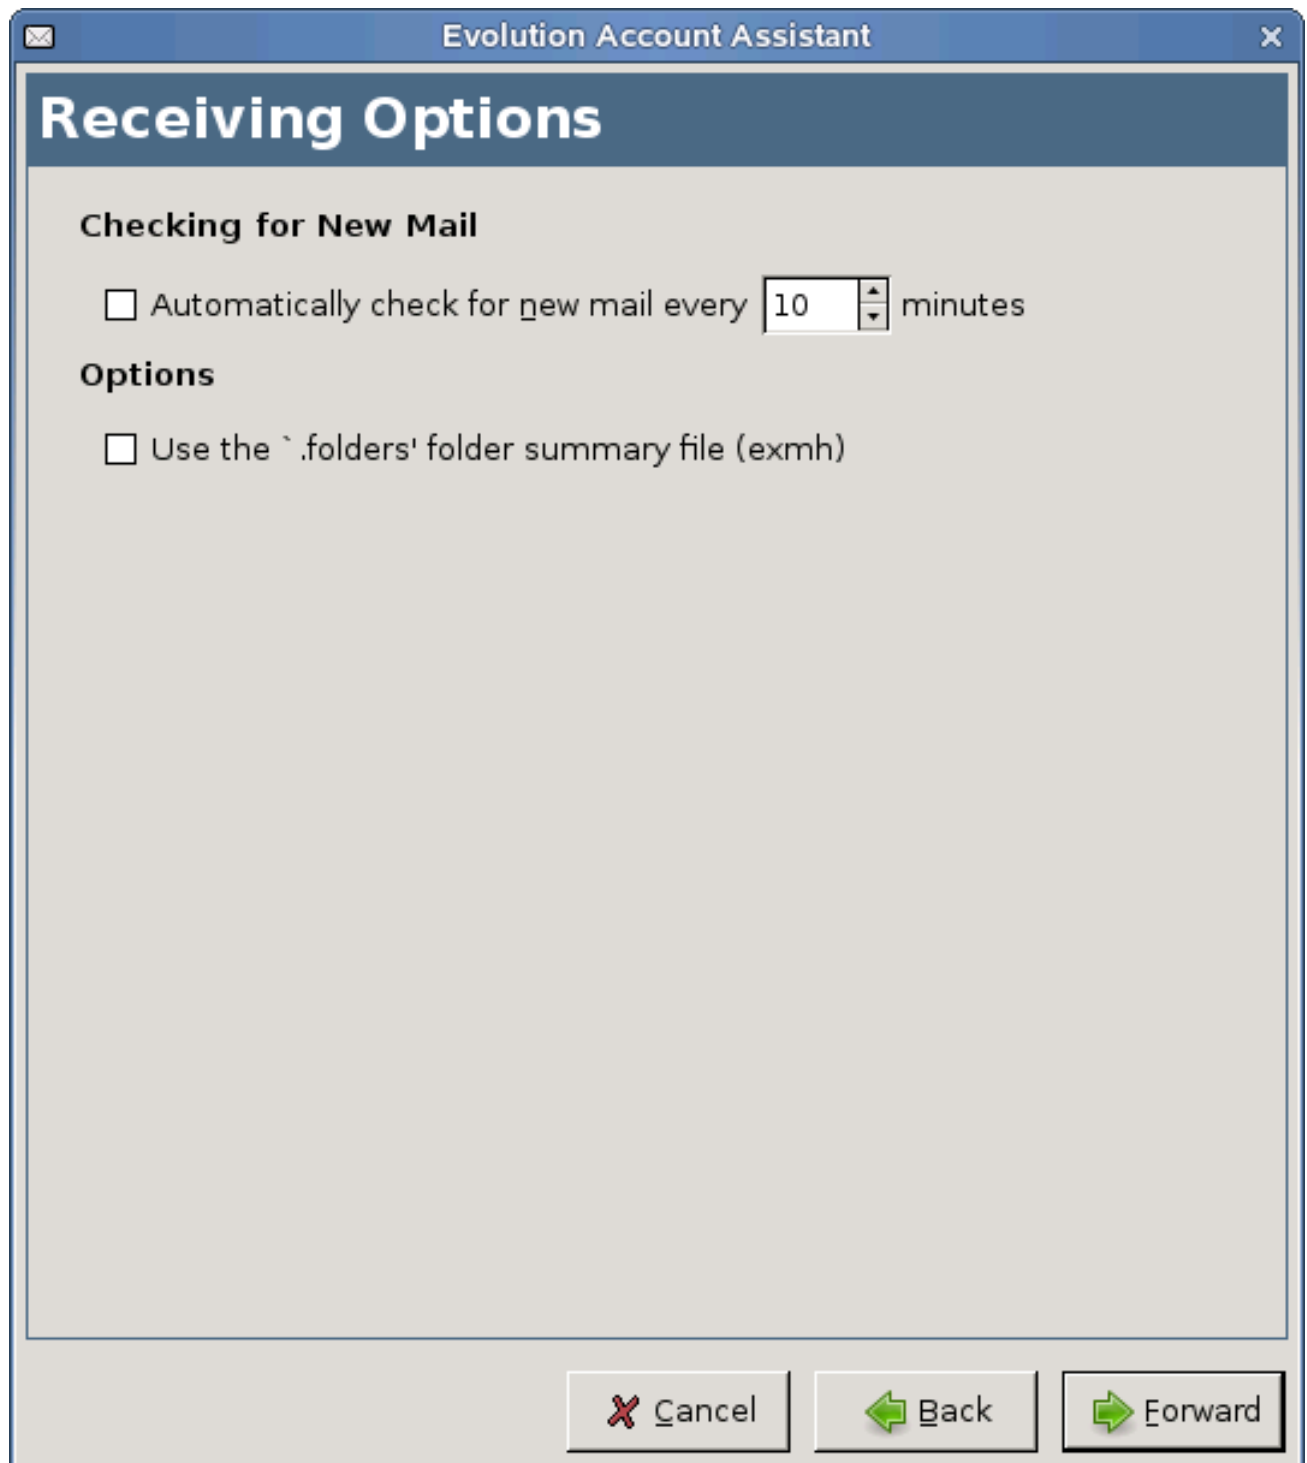 Evolution Account Assistant
Receiving Options
Checking for New Mail
Automatically check for new mail every 10 minutes
Options
Use the `.folders' folder summary file (exmh)
Cancel Back Forward